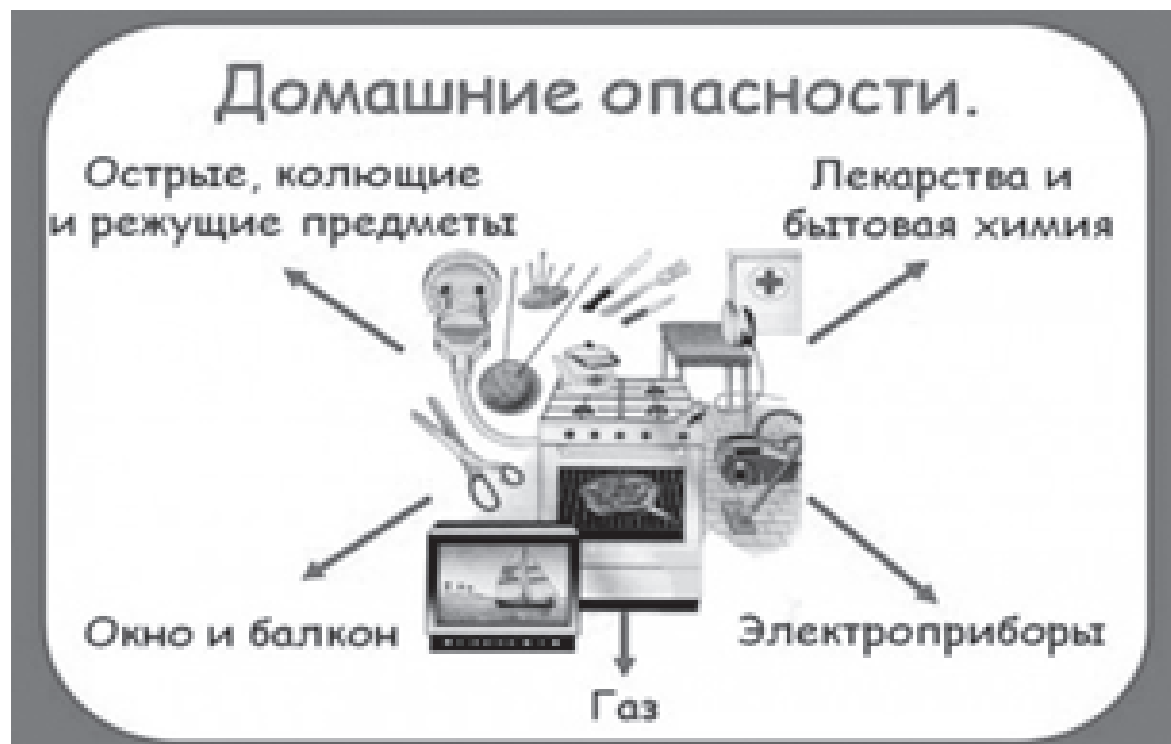 Домашние опасности.
Острые, колющие
и режущие предметы
Лекарства и
бытовая химия
Окно и балкон
Электроприборы
Газ